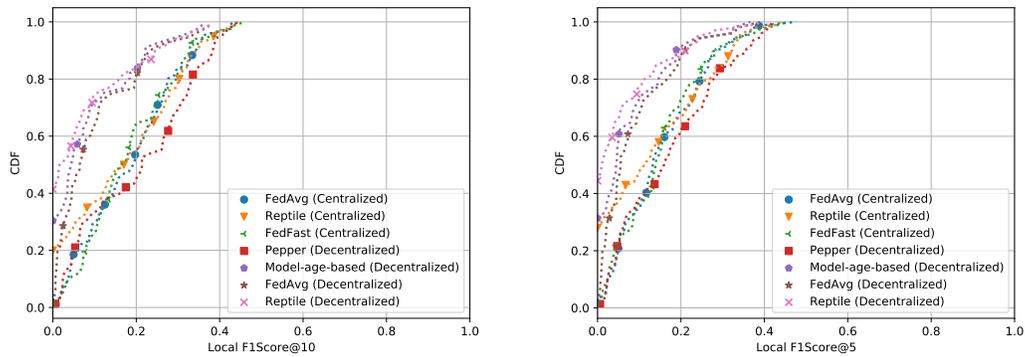 1.0
0.8
0.6
0.4
0.2
0.0
CDF
FedAvg (Centralized)
Reptile (Centralized)
FedFast (Centralized)
Pepper (Decentralized)
Model-age-based (Decentralized)
FedAvg (Decentralized)
Reptile (Decentralized)
0.0 0.2 0.4 0.6 0.8 1.0
Local F1Score@10
1.0
0.8
0.6
0.4
0.2
0.0
CDF
FedAvg (Centralized)
Reptile (Centralized)
FedFast (Centralized)
Pepper (Decentralized)
Model-age-based (Decentralized)
FedAvg (Decentralized)
Reptile (Decentralized)
0.0 0.2 0.4 0.6 0.8 1.0
Local F1Score@5